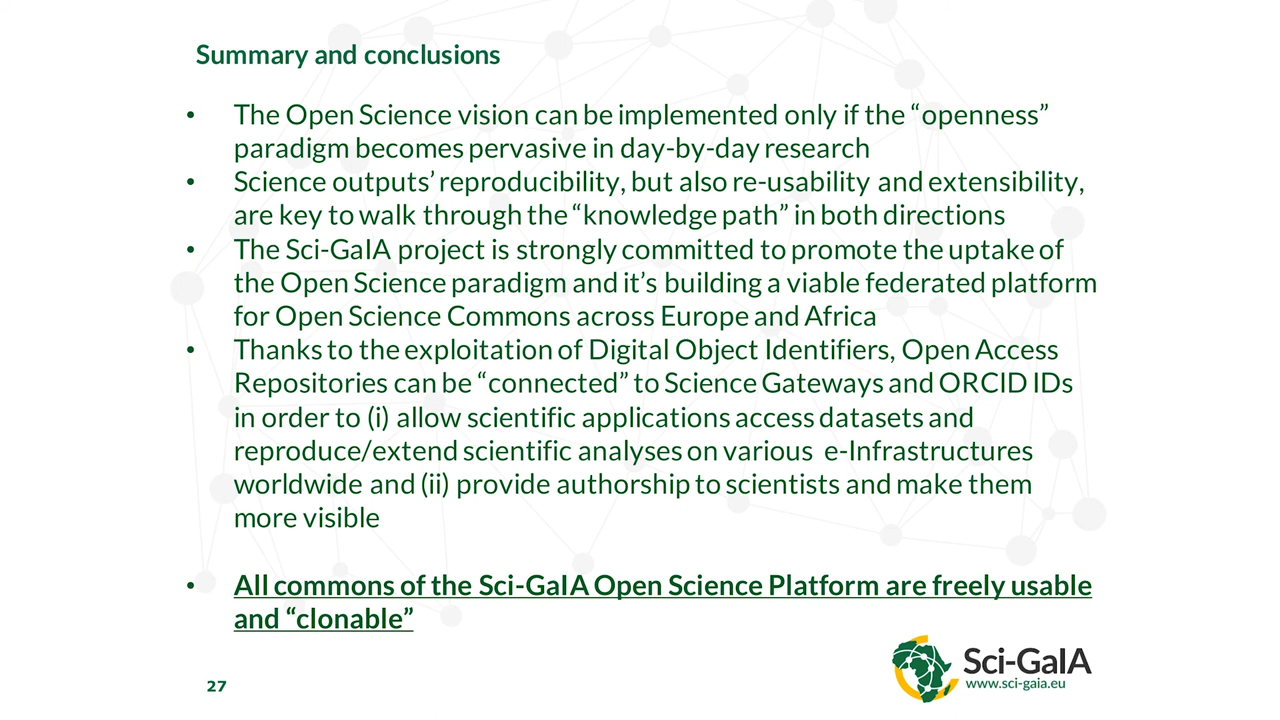 Summary and conclusions
• The Open Science vision can be implemented only if the “openness”
paradigm becomes pervasive in day-by-day research
• Science outputs’ reproducibility, but also re-usability and extensibility,
are key to walk through the “knowledge path” in both directions
• The Sci-GaIA project is strongly committed to promote the uptake of
the Open Science paradigm and it’s building a viable federated platform
for Open Science Commons across Europe and Africa
• Thanks to the exploitation of Digital Object Identifiers, Open Access
Repositories can be “connected” to Science Gateways and ORCID IDs
in order to (i) allow scientific applications access datasets and
reproduce/extend scientific analyses on various e-Infrastructures
worldwide and (ii) provide authorship to scientists and make them
more visible
• All commons of the Sci-GaIA Open Science Platform are freely usable
and “clonable”
Sci-GaIA
www.sci-gaia.eu
27